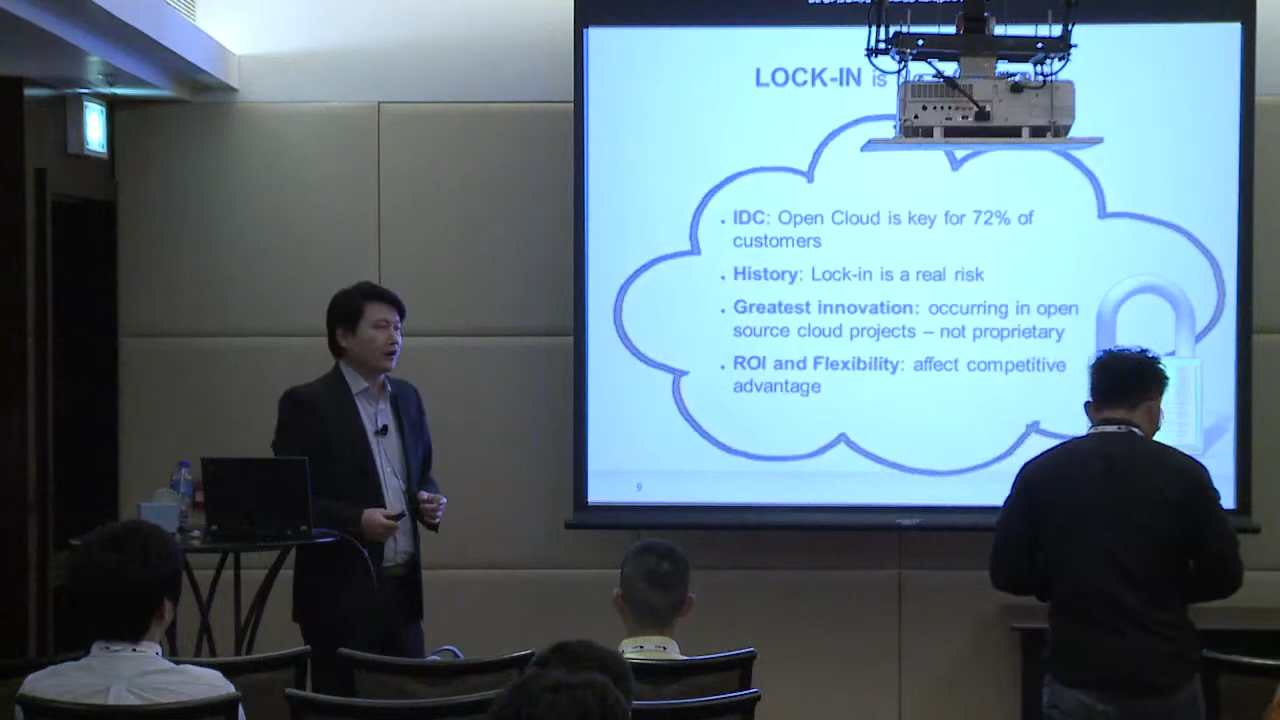 LOCK-IN is
. IDC: Open Cloud is key for 72% of
customers
. History: Lock-in is a real risk
. Greatest innovation: occurring in open
source cloud projects – not proprietary
. ROI and Flexibility: affect competitive
advantage
9